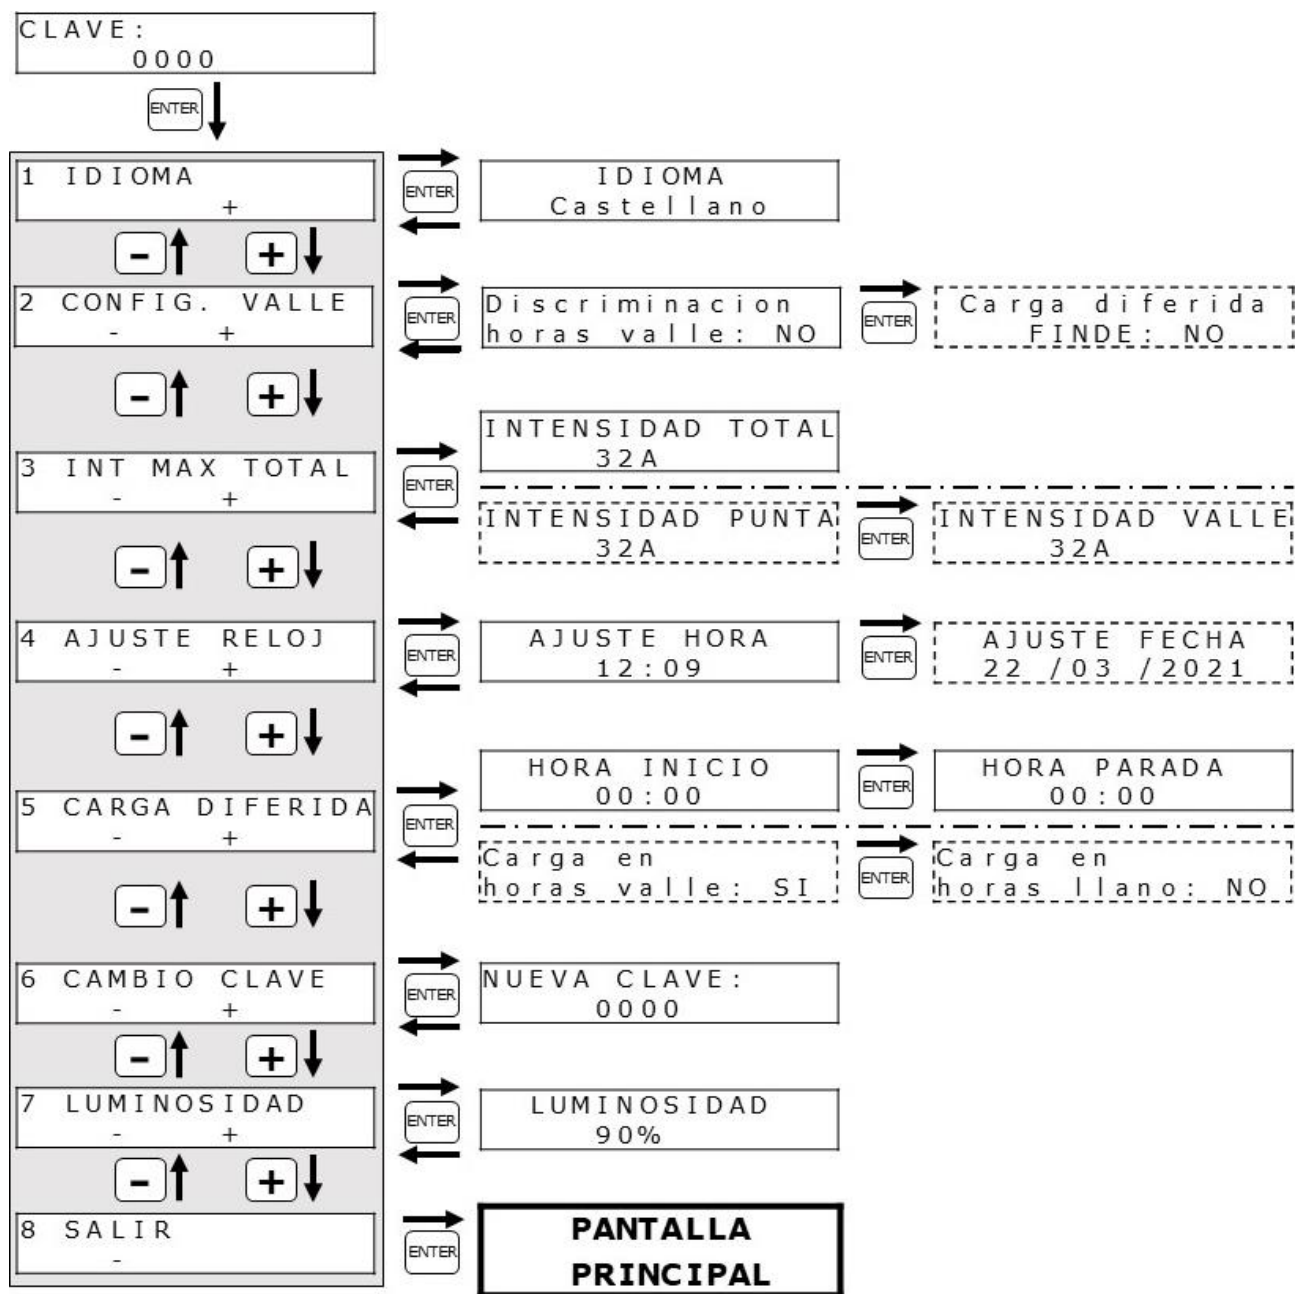 CLAVE:
0000
ENTER
1 IDIOMA
+
ENTER
IDIOMA
Castellano
- +
2 CONFIG. VALLE
- +
ENTER
Discriminacion
horas valle: NO
ENTER
Carga diferida
FINDE: NO
- +
3 INT MAX TOTAL
- +
ENTER
INTENSIDAD TOTAL
32A
INTENSIDAD PUNTA
32A
ENTER
INTENSIDAD VALLE
32A
- +
4 AJUSTE RELOJ
- +
ENTER
AJUSTE HORA
12:09
ENTER
AJUSTE FECHA
22 /03 /2021
- +
5 CARGA DIFERIDA
- +
ENTER
HORA INICIO
00:00
ENTER
HORA PARADA
00:00
Carga en
horas valle: SI
ENTER
Carga en
horas llano: NO
- +
6 CAMBIO CLAVE
- +
ENTER
NUEVA CLAVE:
0000
- +
7 LUMINOSIDAD
- +
ENTER
LUMINOSIDAD
90%
- +
8 SALIR
-
ENTER
PANTALLA
PRINCIPAL